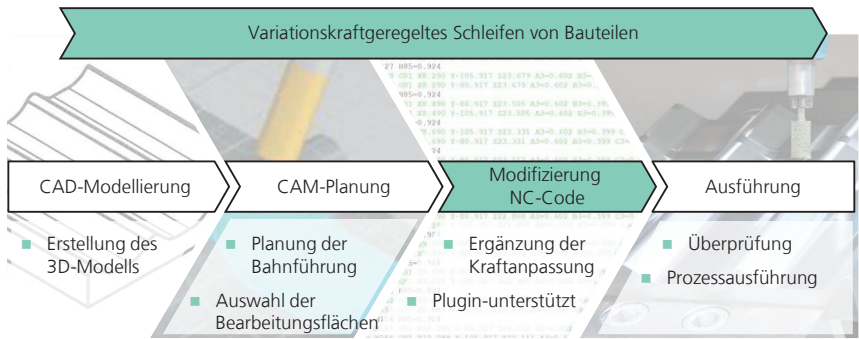 Variationskraftgeregeltes Schleifen von Bauteilen
CAD-Modellierung
CAM-Planung
Modifizierung
NC-Code
Ausführung
Erstellung des
3D-Modells
Planung der
Bahnführung
Auswahl der
Bearbeitungsflächen
Ergänzung der
Kraftanpassung
Plugin-unterstützt
Überprüfung
Prozessausführung